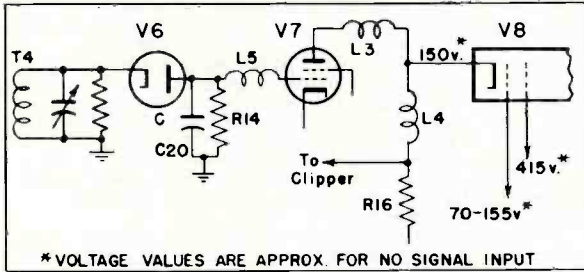 V6
V7
V8
T4
L5
L3
150v.*
C
R14
L4
C20
To
Clipper
415v.*
R16
70-155v*
*VOLTAGE VALUES ARE APPROX. FOR NO SIGNAL INPUT